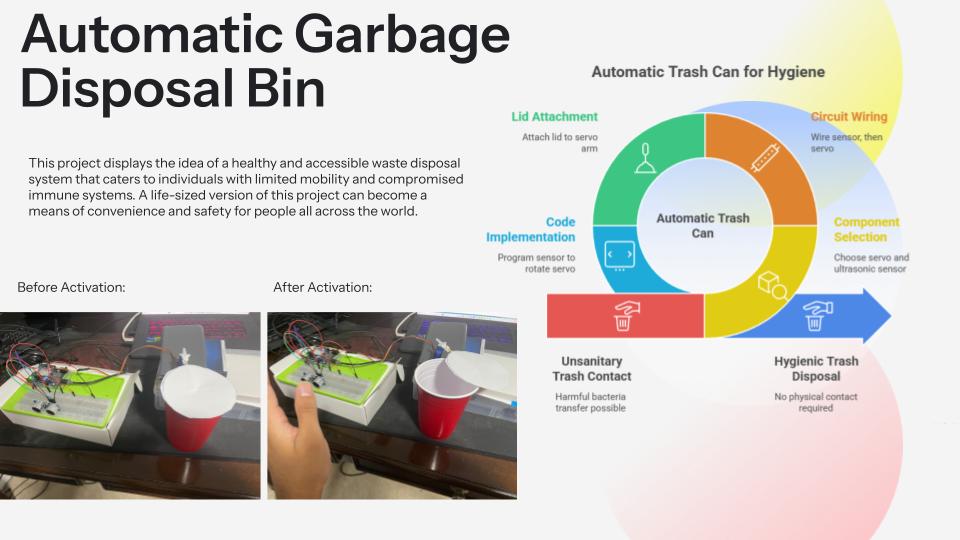 Automatic Garbage
Disposal Bin
This project displays the idea of a healthy and accessible waste disposal
system that caters to individuals with limited mobility and compromised
immune systems. A life-sized version of this project can become a
means of convenience and safety for people all across the world.
Before Activation:
After Activation:
Automatic Trash Can for Hygiene
Lid Attachment
Attach lid to servo
arm
Circuit Wiring
Wire sensor, then
servo
Automatic Trash
Can
Code
Implementation
Program sensor to
rotate servo
Component
Selection
Choose servo and
ultrasonic sensor
Unsanitary
Trash Contact
Harmful bacteria
transfer possible
Hygienic Trash
Disposal
No physical contact
required